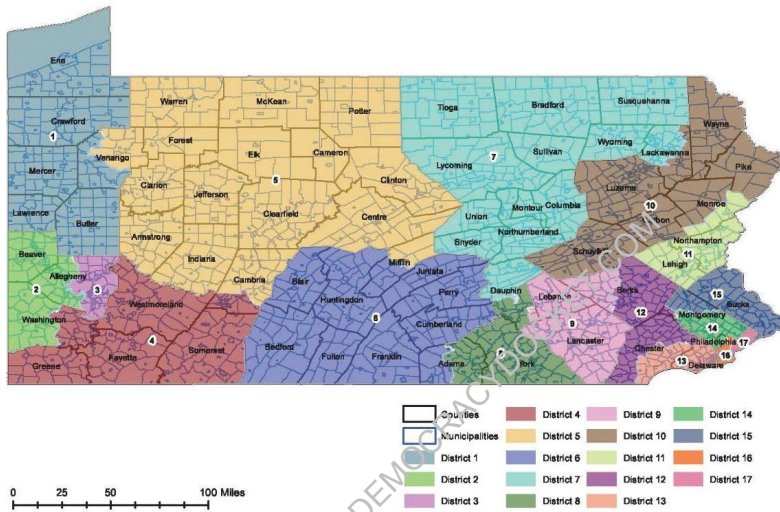 Erie
Warren
McKean
Potter
Tioga
Bradford
Susquehanna
Crawford
Wayne
1
Forest
Wyoming
Venango
Elk
Cameron
Sullivan
Lackawanna
Mercer
Lycoming
7
Pike
Clarion
5
Clinton
Luzerne
Jefferson
10
Monroe
Lawrence
Butler
Clearfield
Centre
Union
Montour
Columbia
Carbon
Armstrong
Snyder
Northumberland
Northampton
Beaver
Indiana
Mifflin
Schuylkill
11
Lehigh
Allegheny
Cambria
Blair
Juniata
2
3
Dauphin
Berks
15
Westmoreland
Huntingdon
Perry
Lebanon
Bucks
Washington
6
Cumberland
9
12
Montgomery
14
4
Lancaster
Philadelphia
17
Greene
Fayette
Somerset
Bedford
Fulton
Franklin
Adams
8
York
Chester
13
16
Delaware
DEMOCRACYDOCKET.COM
Counties
District 4
District 9
District 14
Municipalities
District 5
District 10
District 15
District 1
District 6
District 11
District 16
District 2
District 7
District 12
District 17
District 3
District 8
District 13
0 25 50 100 Miles